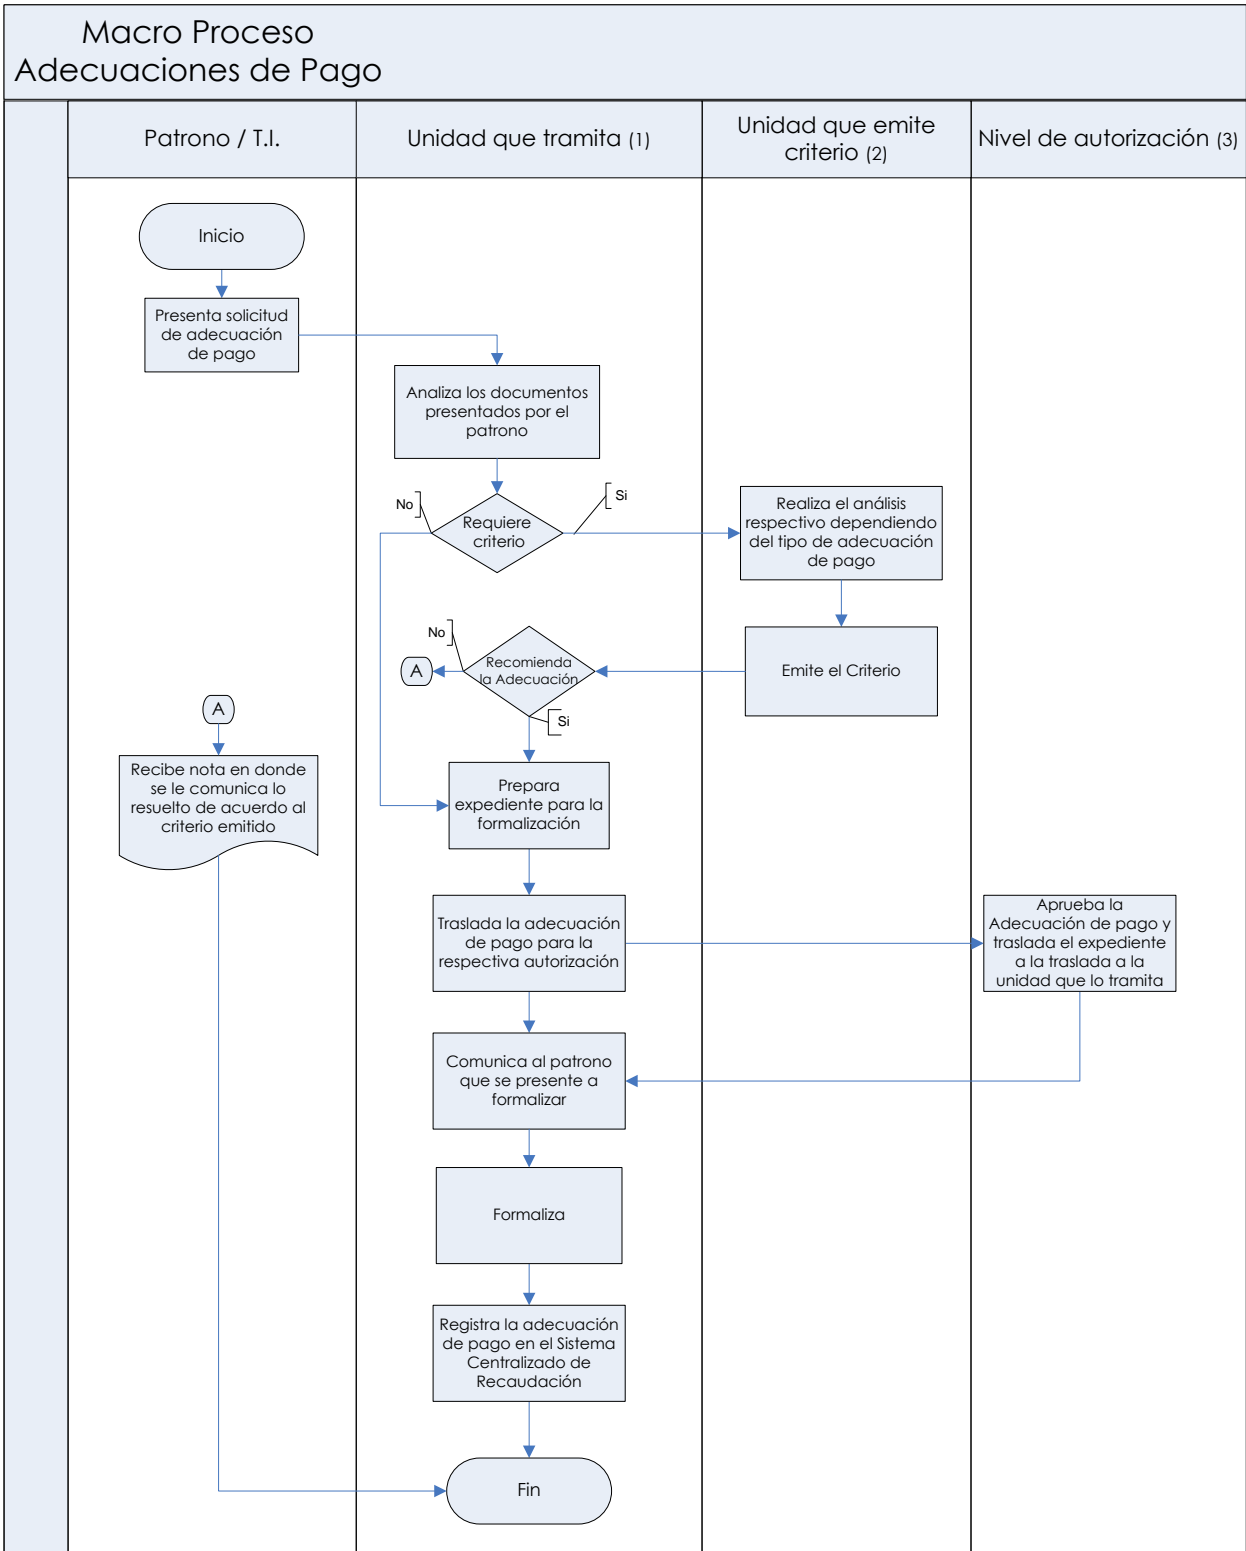 Macro Proceso
Adecuaciones de Pago
Patrono / T.I.
Unidad que tramita (1)
Unidad que emite
criterio (2)
Nivel de autorización (3)
Inicio
Presenta solicitud
de adecuación
de pago
Analiza los documentos
presentados por el
patrono
No
Requiere
criterio
Si
Realiza el análisis
respectivo dependiendo
del tipo de adecuación
de pago
No
A
Recomienda
la Adecuación
Si
Emite el Criterio
A
Recibe nota en donde
se le comunica lo
resuelto de acuerdo al
criterio emitido
Prepara
expediente para la
formalización
Traslada la adecuación
de pago para la
respectiva autorización
Aprueba la
Adecuación de pago y
traslada el expediente
a la traslada a la
unidad que lo tramita
Comunica al patrono
que se presente a
formalizar
Formaliza
Registra la adecuación
de pago en el Sistema
Centralizado de
Recaudación
Fin